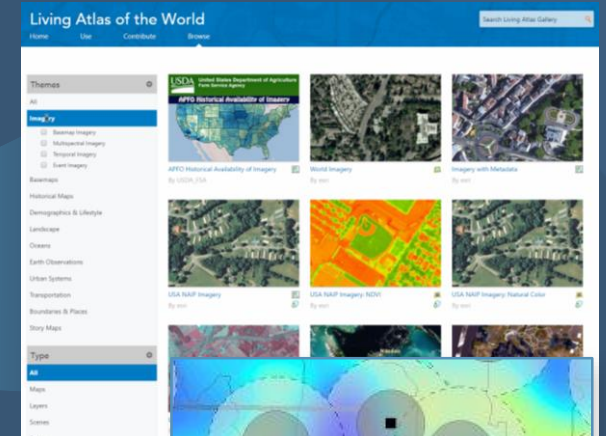 Living Atlas of the World
Search Living Atlas Gallery
Home Use Contribute Browse
Themes
All
Imagery
Basemap Imagery
Multispectral Imagery
Temporal Imagery
Event Imagery
Basemaps
Historical Maps
Demographics & Lifestyle
Landscape
Oceans
Earth Observations
Urban Systems
Transportation
Boundaries & Places
Story Maps
Type
All
Maps
Layers
Scenes
USDA United States Department of Agriculture
Farm Service Agency
APFO Historical Availability of Imagery
APFO Historical Availability of Imagery
By USDA_FSA
World Imagery
By esri
Imagery with Metadata
By esri
USA NAIP Imagery
By esri
USA NAIP Imagery: NDVI
By esri
USA NAIP Imagery: Natural Color
By esri